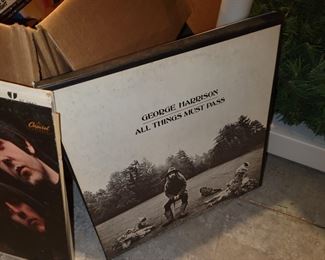 GEORGE HARRISON
ALL THINGS MUST PASS
Capitol